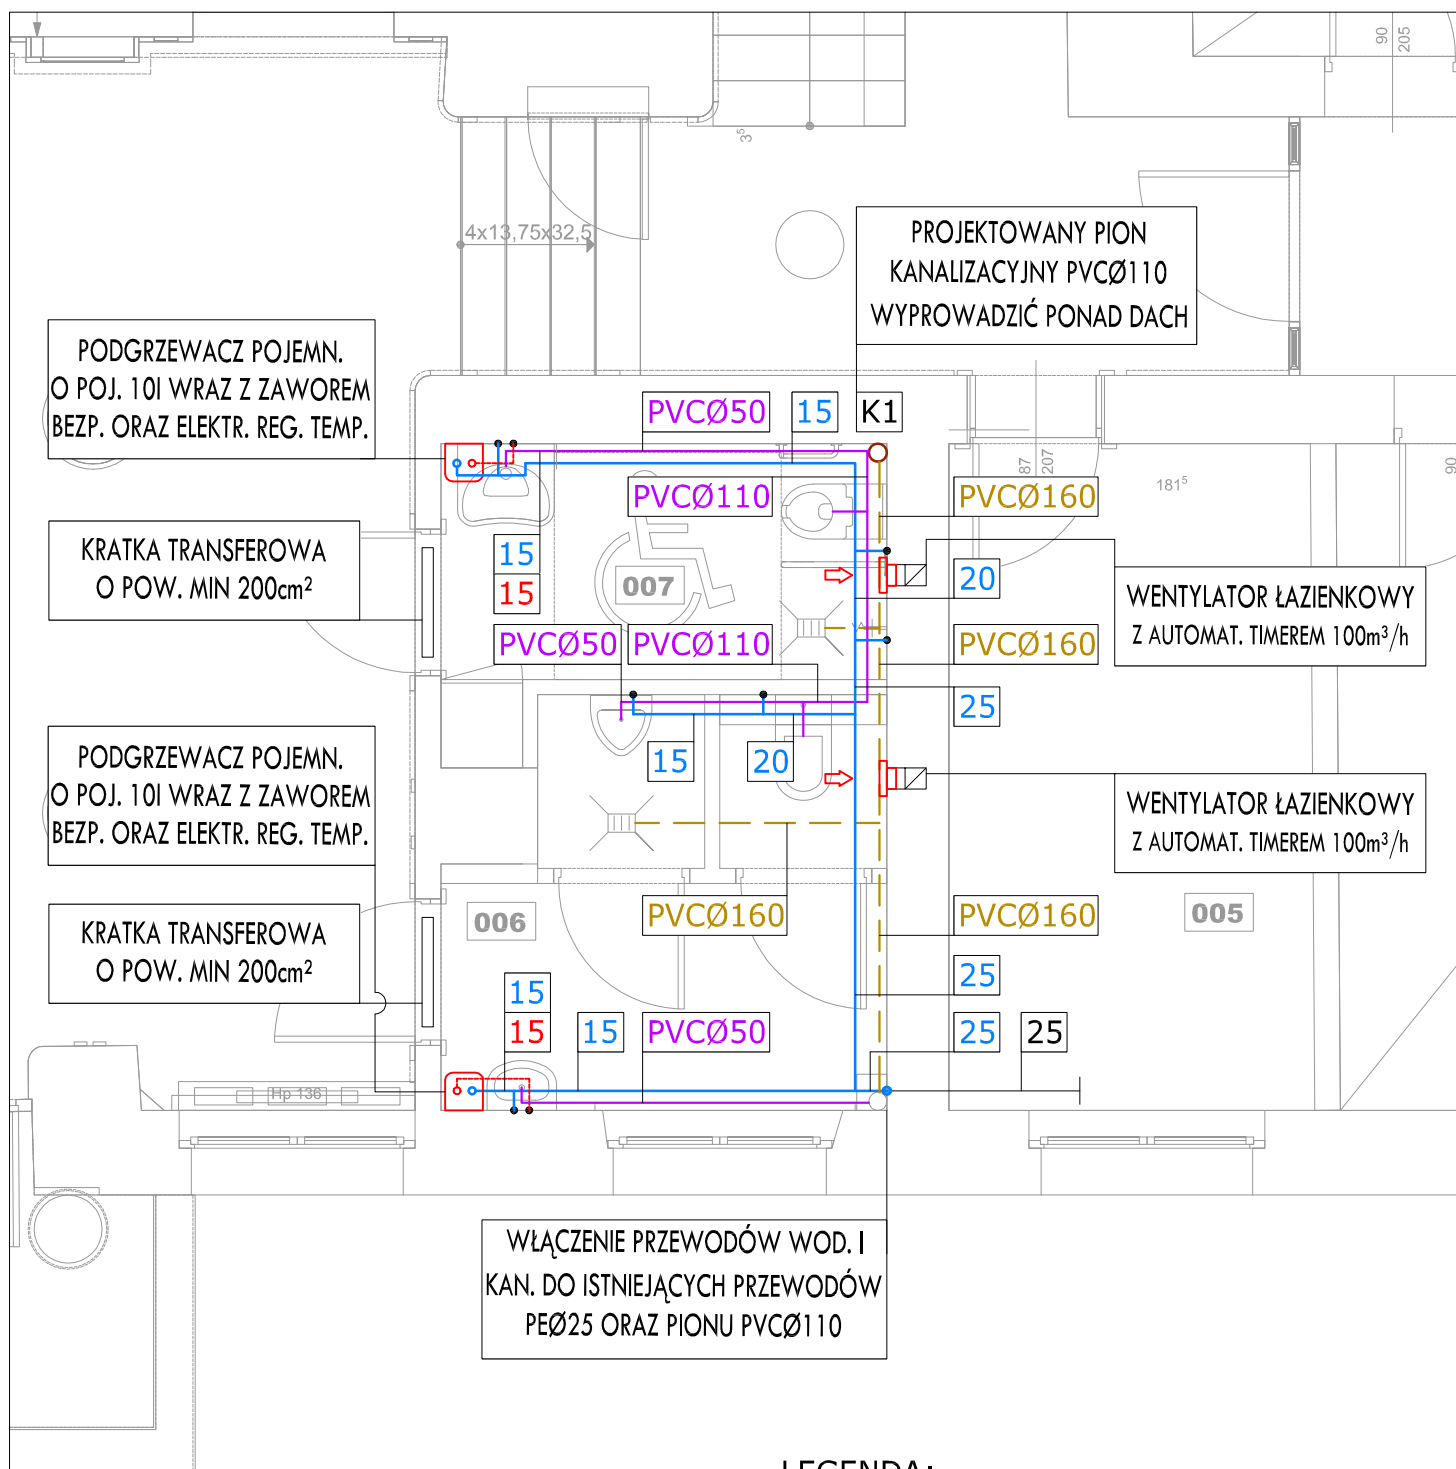 90
205
3⁵
4x13,75x32,5
PROJEKTOWANY PION
KANALIZACYJNY PVCØ110
WYPROWADZIĆ PONAD DACH
PODGRZEWACZ POJEMN.
O POJ. 10l WRAZ Z ZAWOREM
BEZP. ORAZ ELEKTR. REG. TEMP.
PVCØ50
15
K1
87
207
181⁵
90
PVCØ110
PVCØ160
KRATKA TRANSFEROWA
O POW. MIN 200cm²
15
15
007
20
WENTYLATOR ŁAZIENKOWY
Z AUTOMAT. TIMEREM 100m³/h
PVCØ50
PVCØ110
PVCØ160
25
15
20
PODGRZEWACZ POJEMN.
O POJ. 10l WRAZ Z ZAWOREM
BEZP. ORAZ ELEKTR. REG. TEMP.
WENTYLATOR ŁAZIENKOWY
Z AUTOMAT. TIMEREM 100m³/h
KRATKA TRANSFEROWA
O POW. MIN 200cm²
006
PVCØ160
PVCØ160
005
25
15
15
15
PVCØ50
25
25
Hp 136
WŁĄCZENIE PRZEWODÓW WOD. I
KAN. DO ISTNIEJĄCYCH PRZEWODÓW
PEØ25 ORAZ PIONU PVCØ110
LEGENDA: